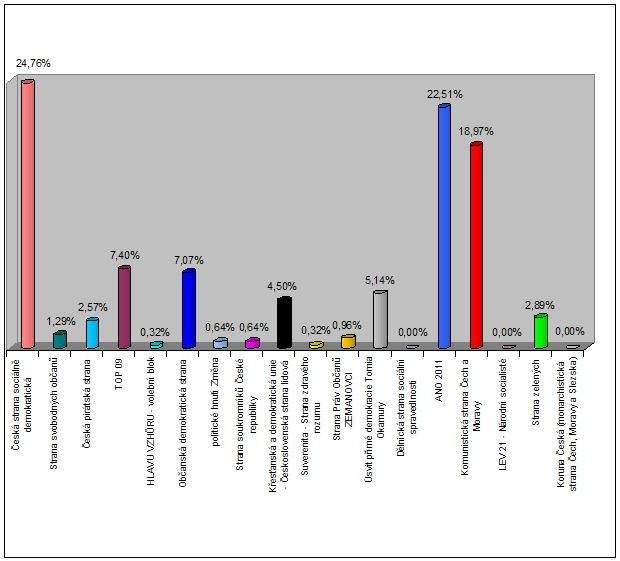 24,76%
1,29%
2,57%
7,40%
0,32%
7,07%
0,64%
0,64%
4,50%
0,32%
0,96%
5,14%
0,00%
22,51%
18,97%
0,00%
2,89%
0,00%
Česká strana sociálně
demokratická
Strana svobodných občanů
Česká pirátská strana
TOP 09
HLAVU VZHŮRU - volební blok
Občanská demokratická strana
politické hnutí Změna
Strana soukromníků České
republiky
Křesťanská a demokratická unie
- Československá strana lidová
Suverenita - Strana zdravého
rozumu
Strana Práv Občanů
ZEMANOVCI
Úsvit přímé demokracie Tomia
Okamury
Dělnická strana sociální
spravedlnosti
ANO 2011
Komunistická strana Čech a
Moravy
LEV 21 - Národní socialisté
Strana zelených
Koruna Česká (monarchistická
strana Čech, Moravy a Slezska)